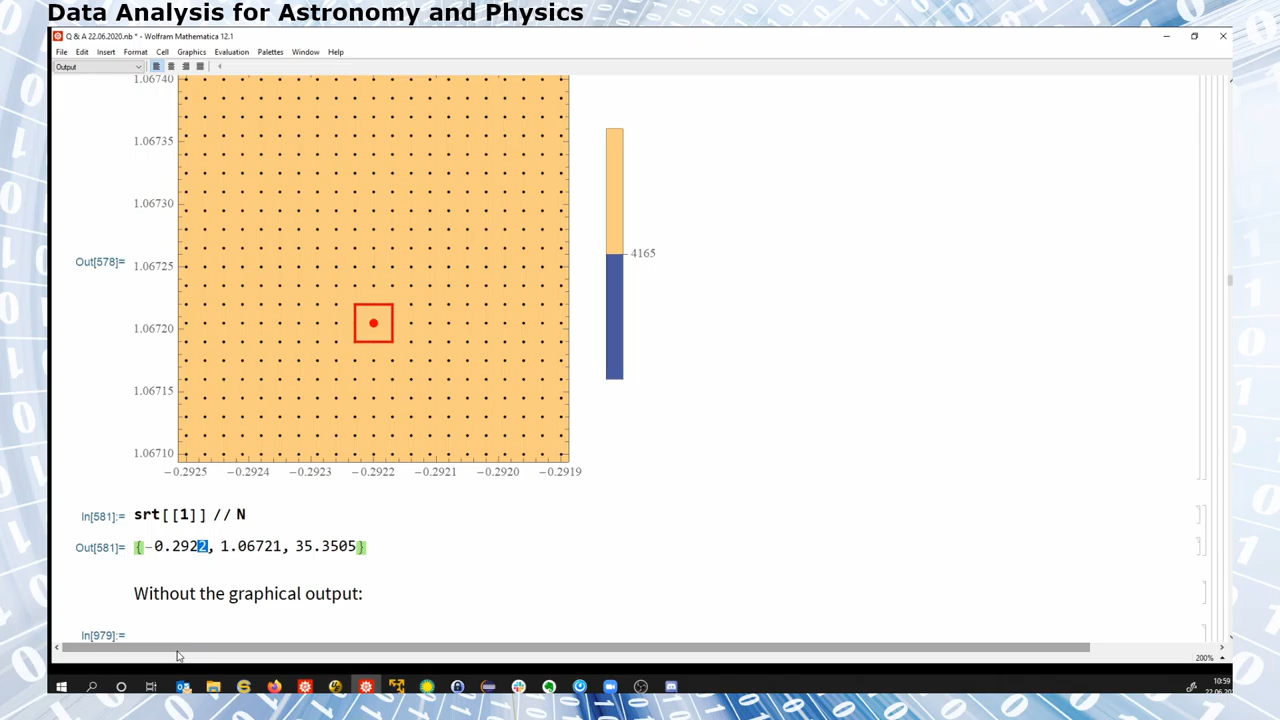 Data Analysis for Astronomy and Physics
Q & A 22.06.2020.nb * - Wolfram Mathematica 12.1
File Edit Insert Format Cell Graphics Evaluation Palettes Window Help
Output
1.06740
1.06735
1.06730
Out[578]=
1.06725
1.06720
1.06715
1.06710
-0.2925 -0.2924 -0.2923 -0.2922 -0.2921 -0.2920 -0.2919
4165
In[581]:= srt[[1]] // N
Out[581]= {-0.2922, 1.06721, 35.3505}
Without the graphical output:
In[979]:=
200%
10:59